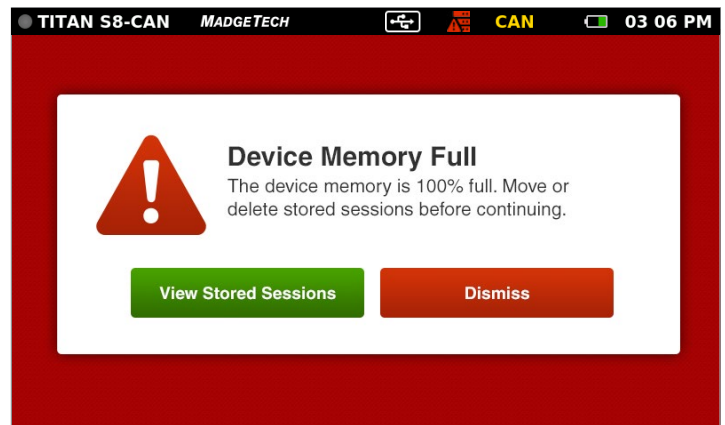 TITAN S8-CAN MADGETECH CAN 03 06 PM
Device Memory Full
The device memory is 100% full. Move or
delete stored sessions before continuing.
View Stored Sessions Dismiss